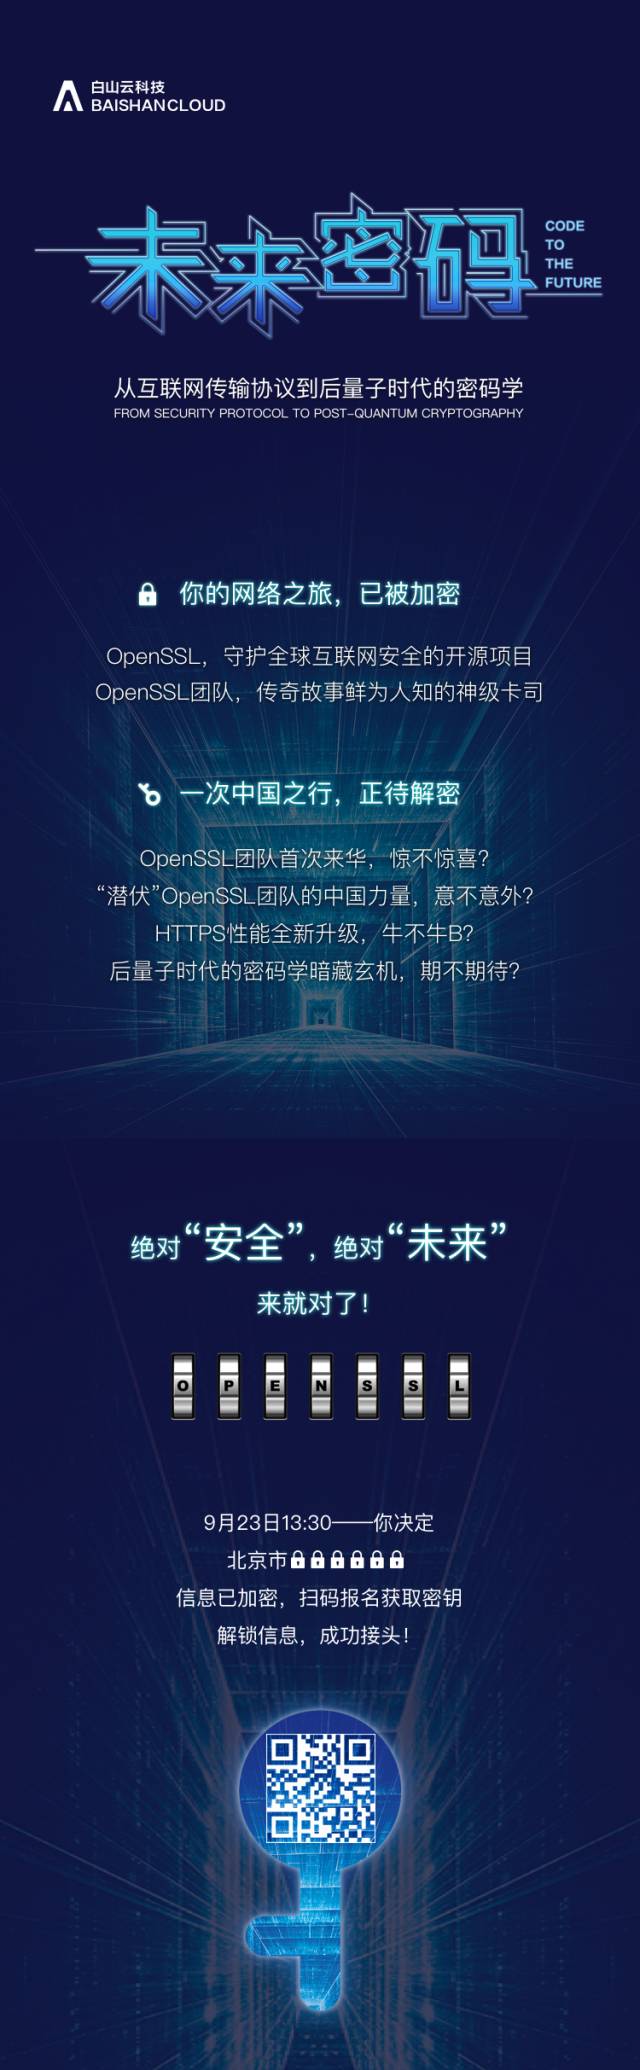 白山云科技
BAISHANCLOUD
未来密码
CODE
TO
THE
FUTURE
从互联网传输协议到后量子时代的密码学
FROM SECURITY PROTOCOL TO POST-QUANTUM CRYPTOGRAPHY
你的网络之旅，已被加密
OpenSSL，守护全球互联网安全的开源项目
OpenSSL团队，传奇故事鲜为人知的神级卡司
一次中国之行，正待解密
OpenSSL团队首次来华，惊不惊喜？
“潜伏”OpenSSL团队的中国力量，意不意外？
HTTPS性能全新升级，牛不牛B？
后量子时代的密码学暗藏玄机，期不期待？
绝对“安全”，绝对“未来”
来就对了！
OPENSSL
9月23日13:30——你决定
北京市
信息已加密，扫码报名获取密钥
解锁信息，成功接头！